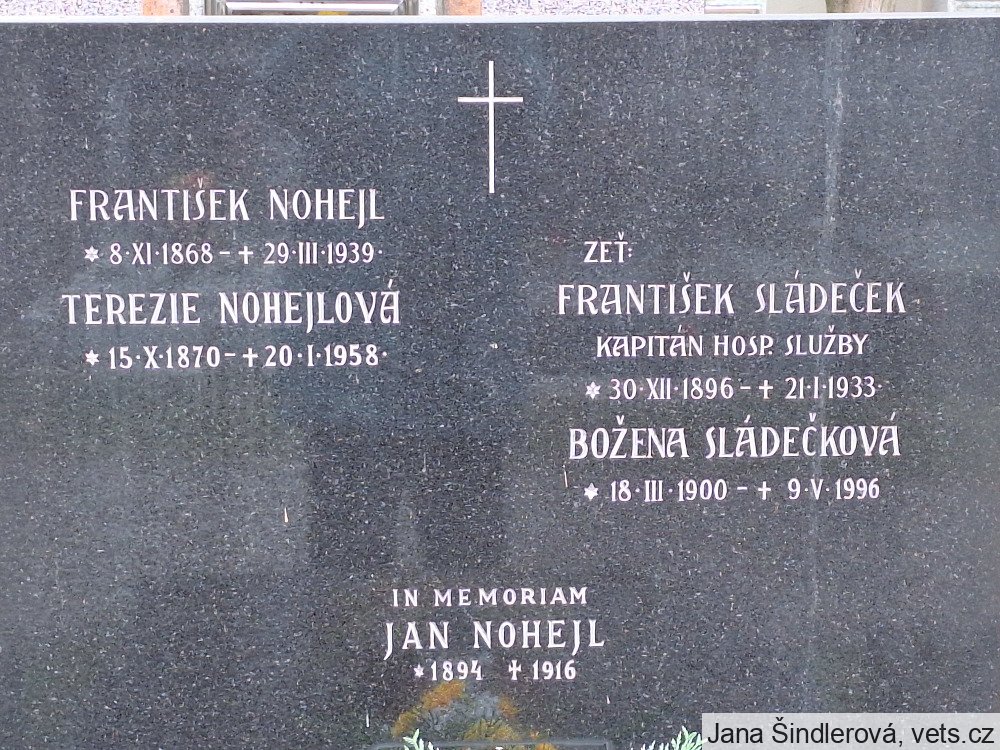 FRANTIŠEK NOHEJL
* 8·XI·1868 – + 29·III·1939·
TEREZIE NOHEJLOVÁ
* 15·X·1870 – + 20·I·1958·
ZEŤ:
FRANTIŠEK SLÁDEČEK
KAPITÁN HOSP. SLUŽBY
* 30·XII·1896 – + 21·I·1933·
BOŽENA SLÁDEČKOVÁ
* 18·III·1900 – + 9·V·1996
IN MEMORIAM
JAN NOHEJL
*1894 +1916
Jana Šindlerová, vets.cz